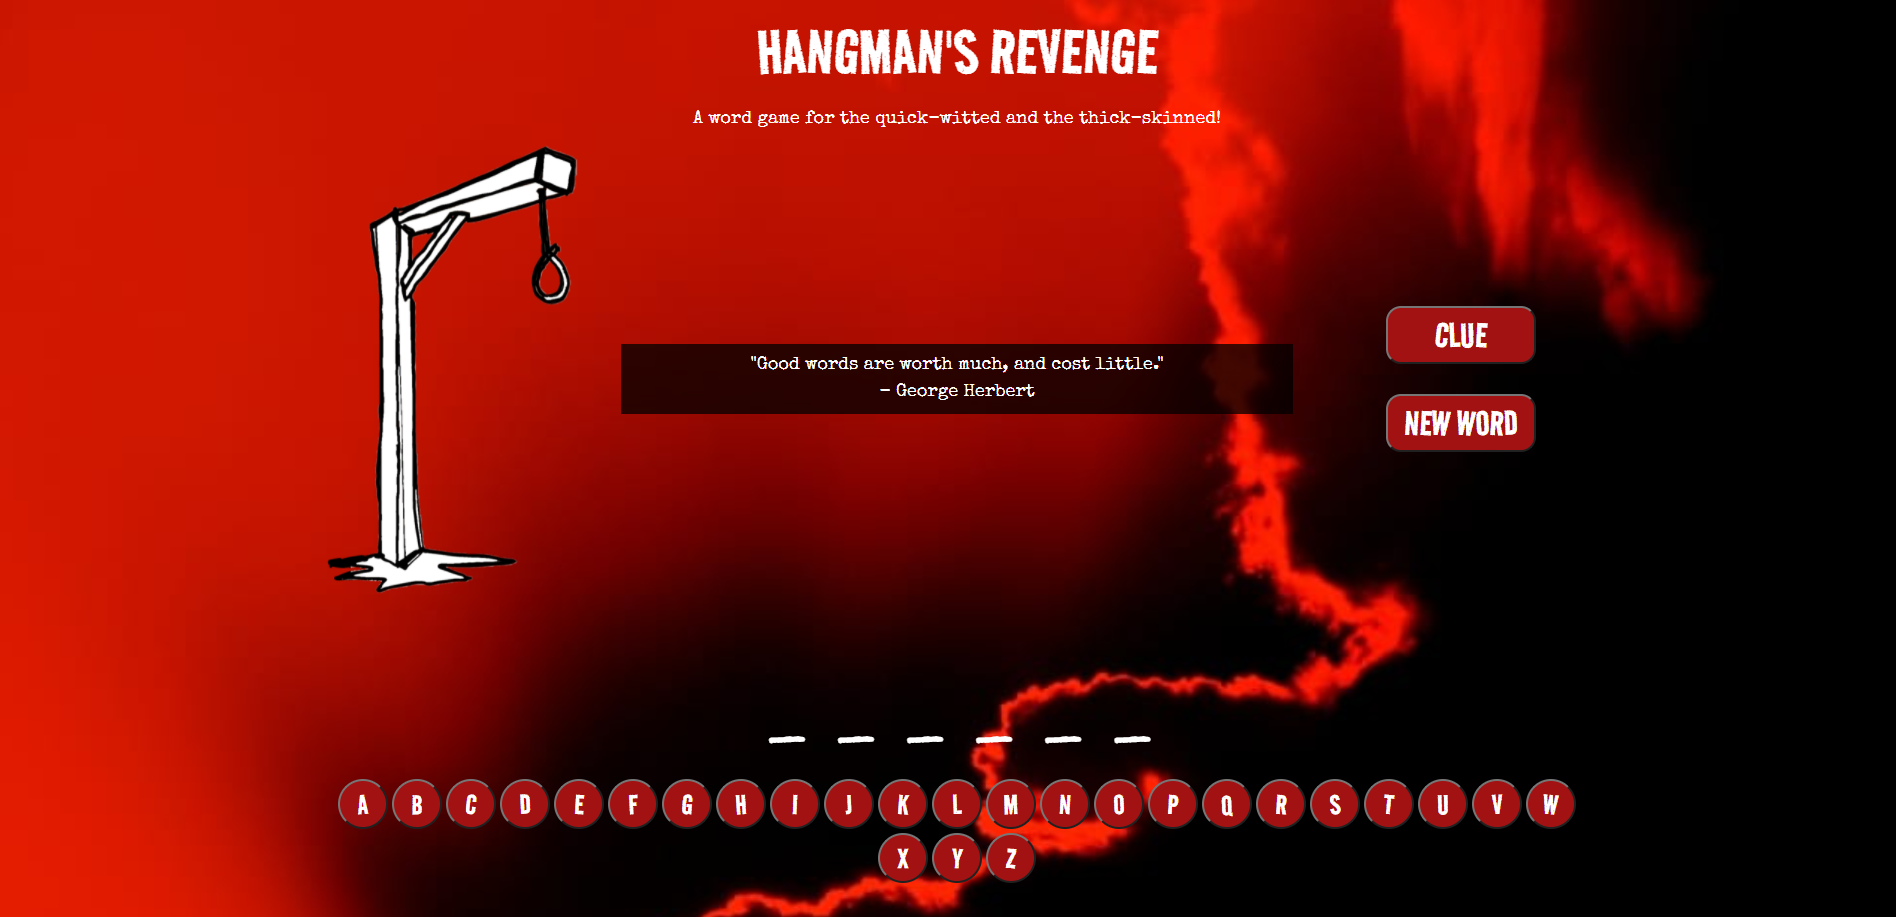 HANGMAN'S REVENGE
A word game for the quick-witted and the thick-skinned!
"Good words are worth much, and cost little."
- George Herbert
CLUE
NEW WORD
A B C D E F G H I J K L M N O P Q R S T U V W
X Y Z